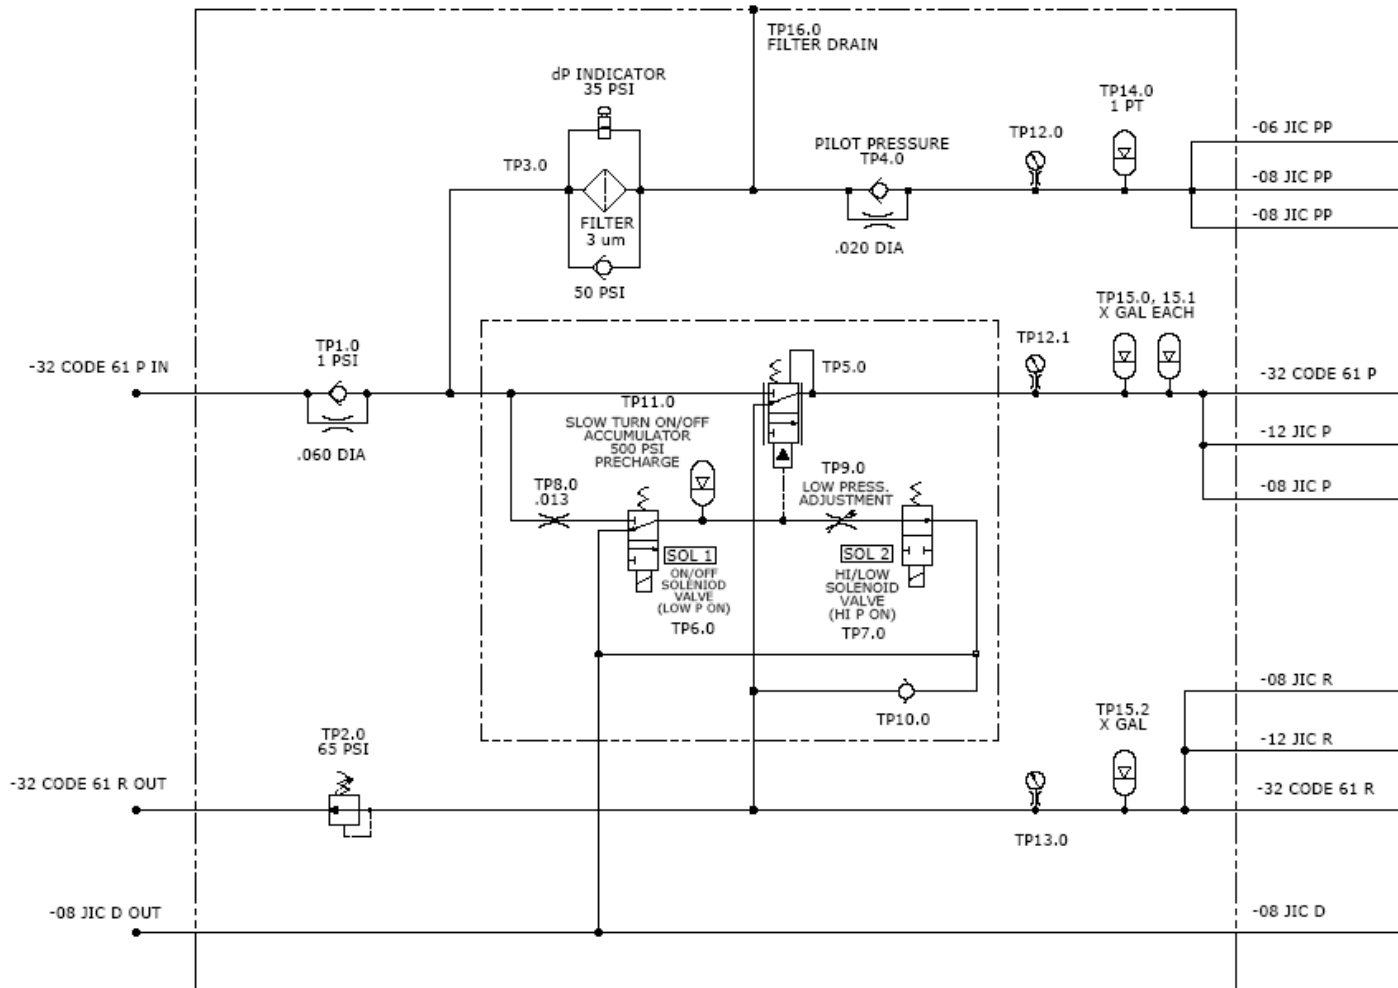 TP16.0
FILTER DRAIN
dP INDICATOR
35 PSI
TP14.0
1 PT
TP3.0
PILOT PRESSURE
TP4.0
TP12.0
-06 JIC PP
-08 JIC PP
-08 JIC PP
FILTER
3 um
.020 DIA
50 PSI
TP15.0, 15.1
X GAL EACH
TP1.0
1 PSI
-32 CODE 61 P IN
TP5.0
TP12.1
-32 CODE 61 P
TP11.0
SLOW TURN ON/OFF
ACCUMULATOR
500 PSI
PRECHARGE
-12 JIC P
.060 DIA
TP8.0
.013
TP9.0
LOW PRESS.
ADJUSTMENT
-08 JIC P
SOL 1
ON/OFF
SOLENIOD
VALVE
(LOW P ON)
TP6.0
SOL 2
HI/LOW
SOLENOID
VALVE
(HI P ON)
TP7.0
-08 JIC R
TP10.0
TP15.2
X GAL
TP2.0
65 PSI
-12 JIC R
-32 CODE 61 R OUT
-32 CODE 61 R
TP13.0
-08 JIC D OUT
-08 JIC D